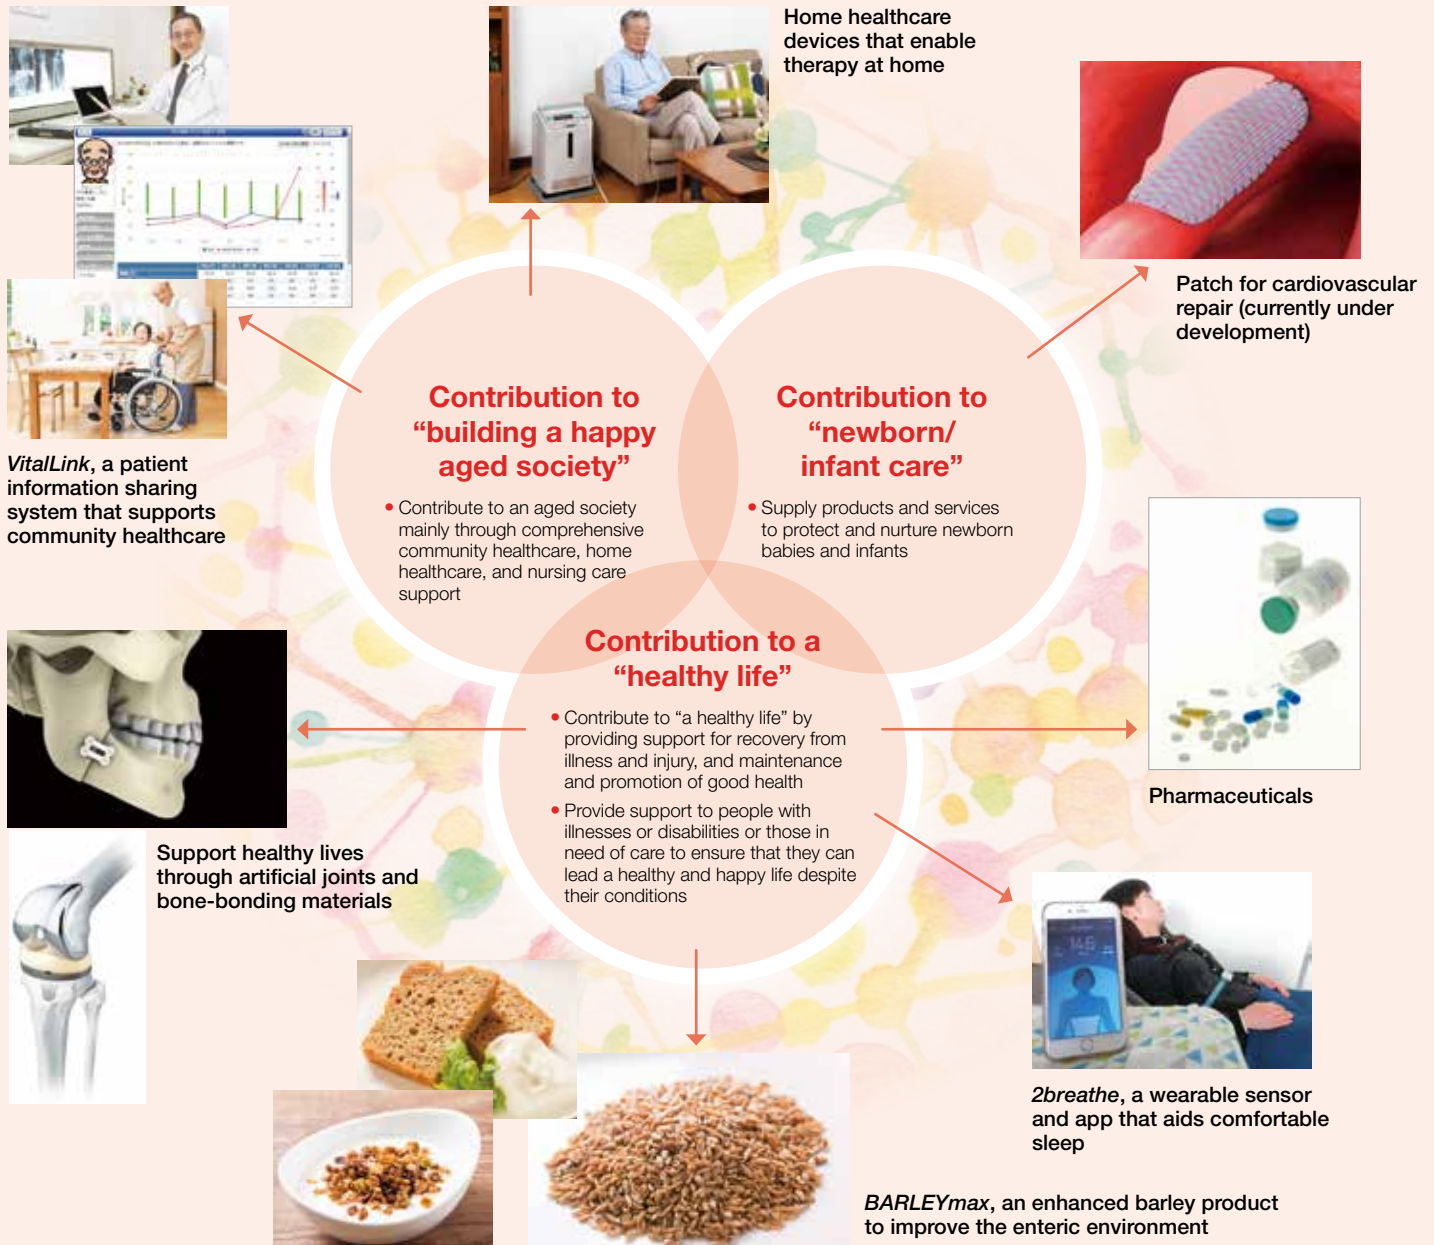 Home healthcare
devices that enable
therapy at home
Patch for cardiovascular
repair (currently under
development)
Contribution to
“building a happy
aged society”
• Contribute to an aged society
mainly through comprehensive
community healthcare, home
healthcare, and nursing care
support
Contribution to
“newborn/
infant care”
• Supply products and services
to protect and nurture newborn
babies and infants
VitalLink, a patient
information sharing
system that supports
community healthcare
Contribution to a
“healthy life”
• Contribute to “a healthy life” by
providing support for recovery from
illness and injury, and maintenance
and promotion of good health
• Provide support to people with
illnesses or disabilities or those in
need of care to ensure that they can
lead a healthy and happy life despite
their conditions
Pharmaceuticals
Support healthy lives
through artificial joints and
bone-bonding materials
2breathe, a wearable sensor
and app that aids comfortable
sleep
BARLEYmax, an enhanced barley product
to improve the enteric environment